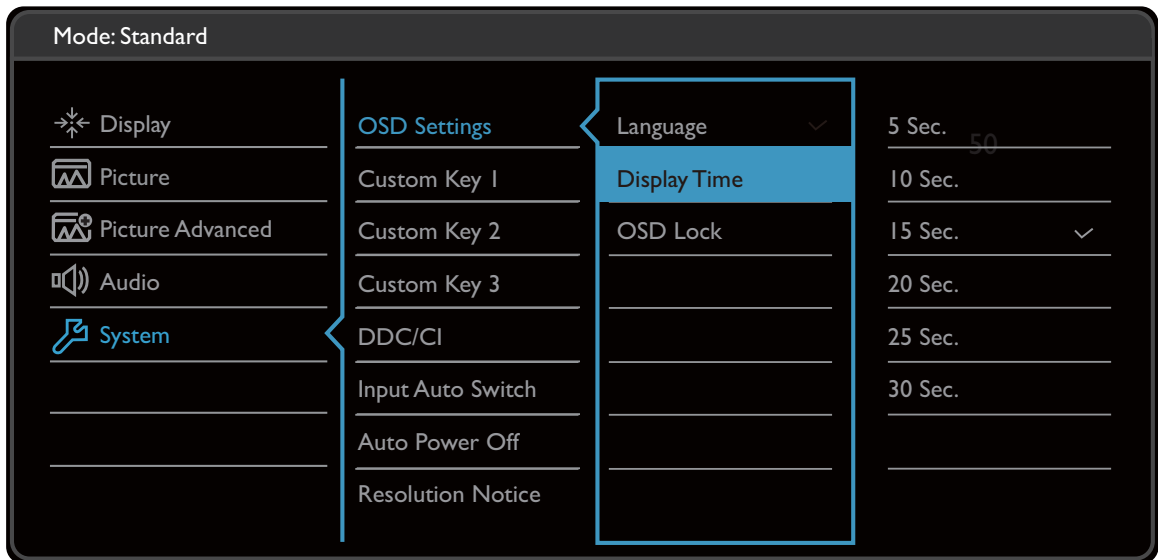 Mode: Standard
Display
Picture
Picture Advanced
Audio
System
OSD Settings
Custom Key 1
Custom Key 2
Custom Key 3
DDC/CI
Input Auto Switch
Auto Power Off
Resolution Notice
Language
Display Time
OSD Lock
5 Sec.
50
10 Sec.
15 Sec.
20 Sec.
25 Sec.
30 Sec.